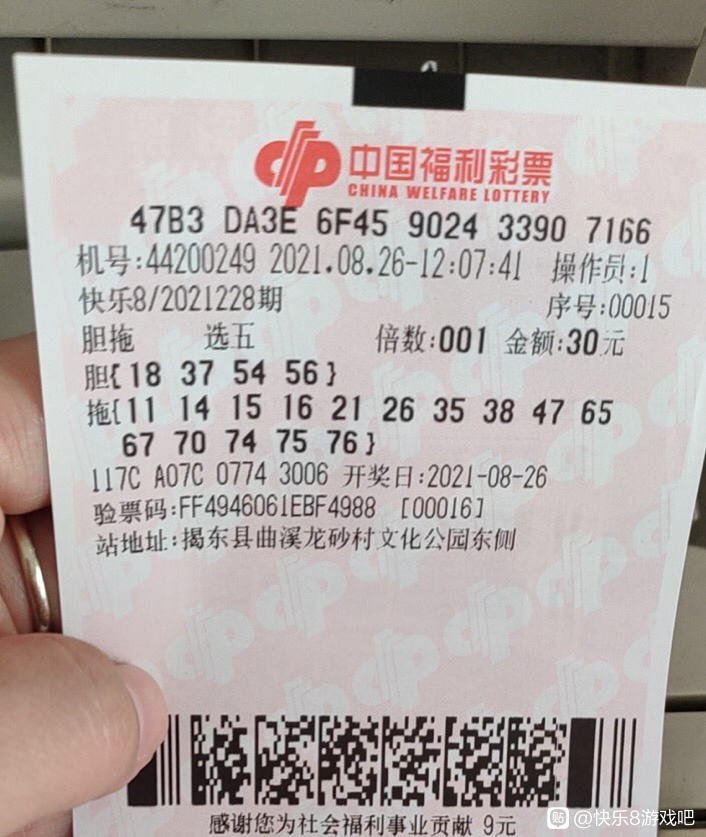 中国福利彩票
CHINA WELFARE LOTTERY
47B3 DA3E 6F45 9024 3390 7166
机号:44200249 2021.08.26-12:07:41 操作员:1
快乐8/2021228期 序号:00015
胆拖 选五 倍数:001 金额:30元
胆{18 37 54 56}
拖{11 14 15 16 21 26 35 38 47 65
67 70 74 75 76}
117C A07C 0774 3006 开奖日:2021-08-26
验票码:FF4946061EBF4988 [00016]
站地址:揭东县曲溪龙砂村文化公园东侧
感谢您为社会福利事业贡献 9元
贴 @快乐8游戏吧